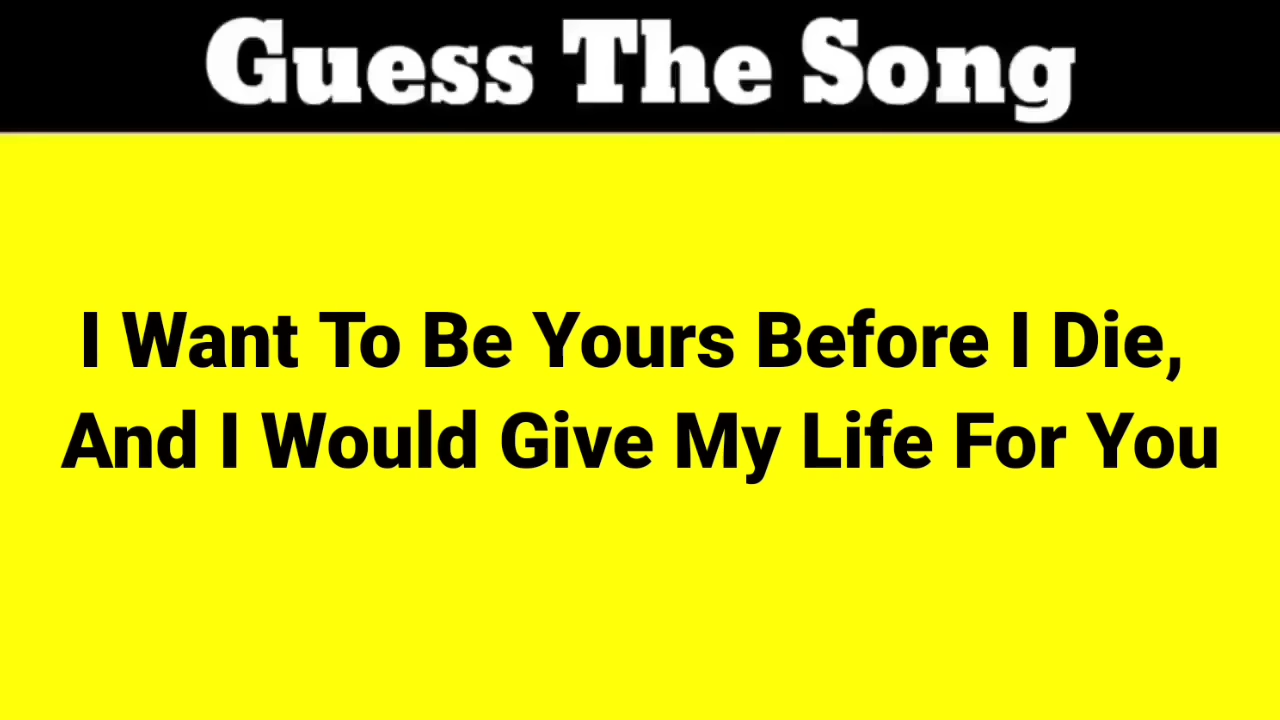 Guess The Song
I Want To Be Yours Before I Die,
And I Would Give My Life For You